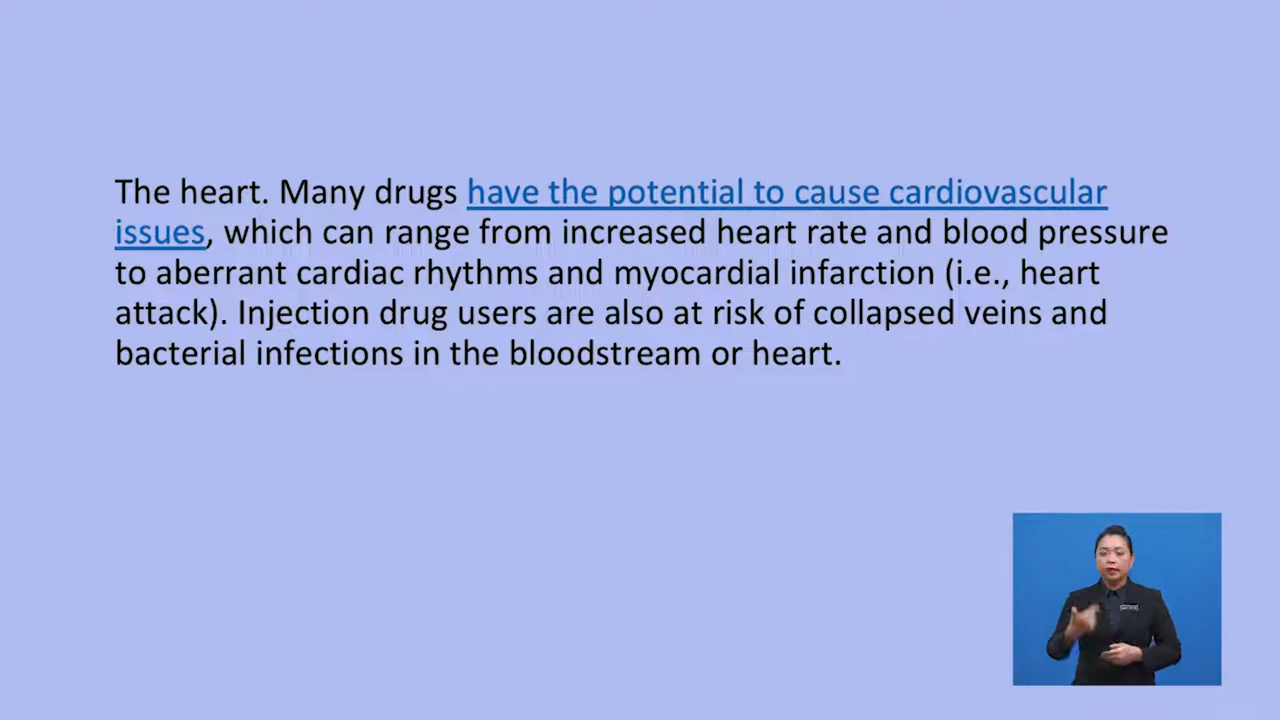 The heart. Many drugs have the potential to cause cardiovascular
issues, which can range from increased heart rate and blood pressure
to aberrant cardiac rhythms and myocardial infarction (i.e., heart
attack). Injection drug users are also at risk of collapsed veins and
bacterial infections in the bloodstream or heart.